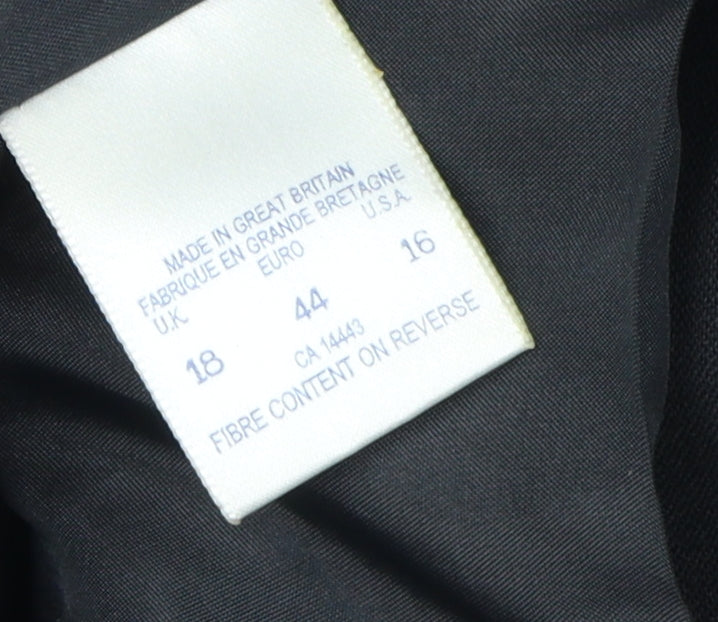 MADE IN GREAT BRITAIN
FABRIQUE EN GRANDE BRETAGNE
U.K. EURO U.S.A.
18 44 16
CA 14443
FIBRE CONTENT ON REVERSE